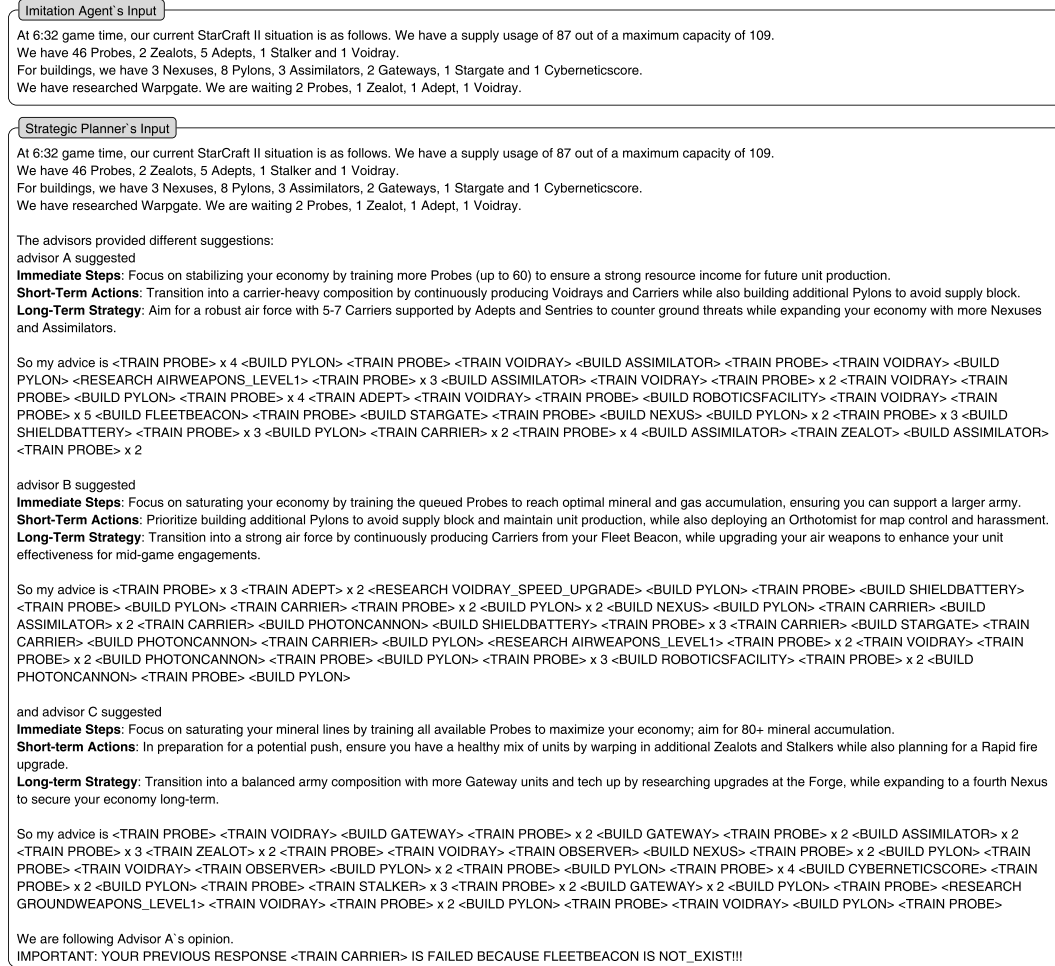 Imitation Agent`s Input
At 6:32 game time, our current StarCraft II situation is as follows. We have a supply usage of 87 out of a maximum capacity of 109.
We have 46 Probes, 2 Zealots, 5 Adepts, 1 Stalker and 1 Voidray.
For buildings, we have 3 Nexuses, 8 Pylons, 3 Assimilators, 2 Gateways, 1 Stargate and 1 Cyberneticscore.
We have researched Warpgate. We are waiting 2 Probes, 1 Zealot, 1 Adept, 1 Voidray.
Strategic Planner`s Input
At 6:32 game time, our current StarCraft II situation is as follows. We have a supply usage of 87 out of a maximum capacity of 109.
We have 46 Probes, 2 Zealots, 5 Adepts, 1 Stalker and 1 Voidray.
For buildings, we have 3 Nexuses, 8 Pylons, 3 Assimilators, 2 Gateways, 1 Stargate and 1 Cyberneticscore.
We have researched Warpgate. We are waiting 2 Probes, 1 Zealot, 1 Adept, 1 Voidray.
The advisors provided different suggestions:
advisor A suggested
Immediate Steps: Focus on stabilizing your economy by training more Probes (up to 60) to ensure a strong resource income for future unit production.
Short-Term Actions: Transition into a carrier-heavy composition by continuously producing Voidrays and Carriers while also building additional Pylons to avoid supply block.
Long-Term Strategy: Aim for a robust air force with 5-7 Carriers supported by Adepts and Sentries to counter ground threats while expanding your economy with more Nexuses
and Assimilators.
So my advice is <TRAIN PROBE> x 4 <BUILD PYLON> <TRAIN PROBE> <TRAIN VOIDRAY> <BUILD ASSIMILATOR> <TRAIN PROBE> <TRAIN VOIDRAY> <BUILD
PYLON> <RESEARCH AIRWEAPONS_LEVEL1> <TRAIN PROBE> x 3 <BUILD ASSIMILATOR> <TRAIN VOIDRAY> <TRAIN PROBE> x 2 <TRAIN VOIDRAY> <TRAIN
PROBE> <BUILD PYLON> <TRAIN PROBE> x 4 <TRAIN ADEPT> <TRAIN VOIDRAY> <TRAIN PROBE> <BUILD ROBOTICSFACILITY> <TRAIN VOIDRAY> <TRAIN
PROBE> x 5 <BUILD FLEETBEACON> <TRAIN PROBE> <BUILD STARGATE> <TRAIN PROBE> <BUILD NEXUS> <BUILD PYLON> x 2 <TRAIN PROBE> x 3 <BUILD
SHIELDBATTERY> <TRAIN PROBE> x 3 <BUILD PYLON> <TRAIN CARRIER> x 2 <TRAIN PROBE> x 4 <BUILD ASSIMILATOR> <TRAIN ZEALOT> <BUILD ASSIMILATOR>
<TRAIN PROBE> x 2
advisor B suggested
Immediate Steps: Focus on saturating your economy by training the queued Probes to reach optimal mineral and gas accumulation, ensuring you can support a larger army.
Short-Term Actions: Prioritize building additional Pylons to avoid supply block and maintain unit production, while also deploying an Orthotomist for map control and harassment.
Long-Term Strategy: Transition into a strong air force by continuously producing Carriers from your Fleet Beacon, while upgrading your air weapons to enhance your unit
effectiveness for mid-game engagements.
So my advice is <TRAIN PROBE> x 3 <TRAIN ADEPT> x 2 <RESEARCH VOIDRAY_SPEED_UPGRADE> <BUILD PYLON> <TRAIN PROBE> <BUILD SHIELDBATTERY>
<TRAIN PROBE> <BUILD PYLON> <TRAIN CARRIER> <TRAIN PROBE> x 2 <BUILD PYLON> x 2 <BUILD NEXUS> <BUILD PYLON> <TRAIN CARRIER> <BUILD
ASSIMILATOR> x 2 <TRAIN CARRIER> <BUILD PHOTONCANNON> <BUILD SHIELDBATTERY> <TRAIN PROBE> x 3 <TRAIN CARRIER> <BUILD STARGATE> <TRAIN
CARRIER> <BUILD PHOTONCANNON> <TRAIN CARRIER> <BUILD PYLON> <RESEARCH AIRWEAPONS_LEVEL1> <TRAIN PROBE> x 2 <TRAIN VOIDRAY> <TRAIN
PROBE> x 2 <BUILD PHOTONCANNON> <TRAIN PROBE> <BUILD PYLON> <TRAIN PROBE> x 3 <BUILD ROBOTICSFACILITY> <TRAIN PROBE> x 2 <BUILD
PHOTONCANNON> <TRAIN PROBE> <BUILD PYLON>
and advisor C suggested
Immediate Steps: Focus on saturating your mineral lines by training all available Probes to maximize your economy; aim for 80+ mineral accumulation.
Short-term Actions: In preparation for a potential push, ensure you have a healthy mix of units by warping in additional Zealots and Stalkers while also planning for a Rapid fire
upgrade.
Long-term Strategy: Transition into a balanced army composition with more Gateway units and tech up by researching upgrades at the Forge, while expanding to a fourth Nexus
to secure your economy long-term.
So my advice is <TRAIN PROBE> <TRAIN VOIDRAY> <BUILD GATEWAY> <TRAIN PROBE> x 2 <BUILD GATEWAY> <TRAIN PROBE> x 2 <BUILD ASSIMILATOR> x 2
<TRAIN PROBE> x 3 <TRAIN ZEALOT> x 2 <TRAIN PROBE> <TRAIN VOIDRAY> <TRAIN OBSERVER> <BUILD NEXUS> <TRAIN PROBE> x 2 <BUILD PYLON> <TRAIN
PROBE> <TRAIN VOIDRAY> <TRAIN OBSERVER> <BUILD PYLON> x 2 <TRAIN PROBE> <BUILD PYLON> <TRAIN PROBE> x 4 <BUILD CYBERNETICSCORE> <TRAIN
PROBE> x 2 <BUILD PYLON> <TRAIN PROBE> <TRAIN STALKER> x 3 <TRAIN PROBE> x 2 <BUILD GATEWAY> x 2 <BUILD PYLON> <TRAIN PROBE> <RESEARCH
GROUNDWEAPONS_LEVEL1> <TRAIN VOIDRAY> <TRAIN PROBE> x 2 <BUILD PYLON> <TRAIN PROBE> <TRAIN VOIDRAY> <BUILD PYLON> <TRAIN PROBE>
We are following Advisor A`s opinion.
IMPORTANT: YOUR PREVIOUS RESPONSE <TRAIN CARRIER> IS FAILED BECAUSE FLEETBEACON IS NOT_EXIST!!!